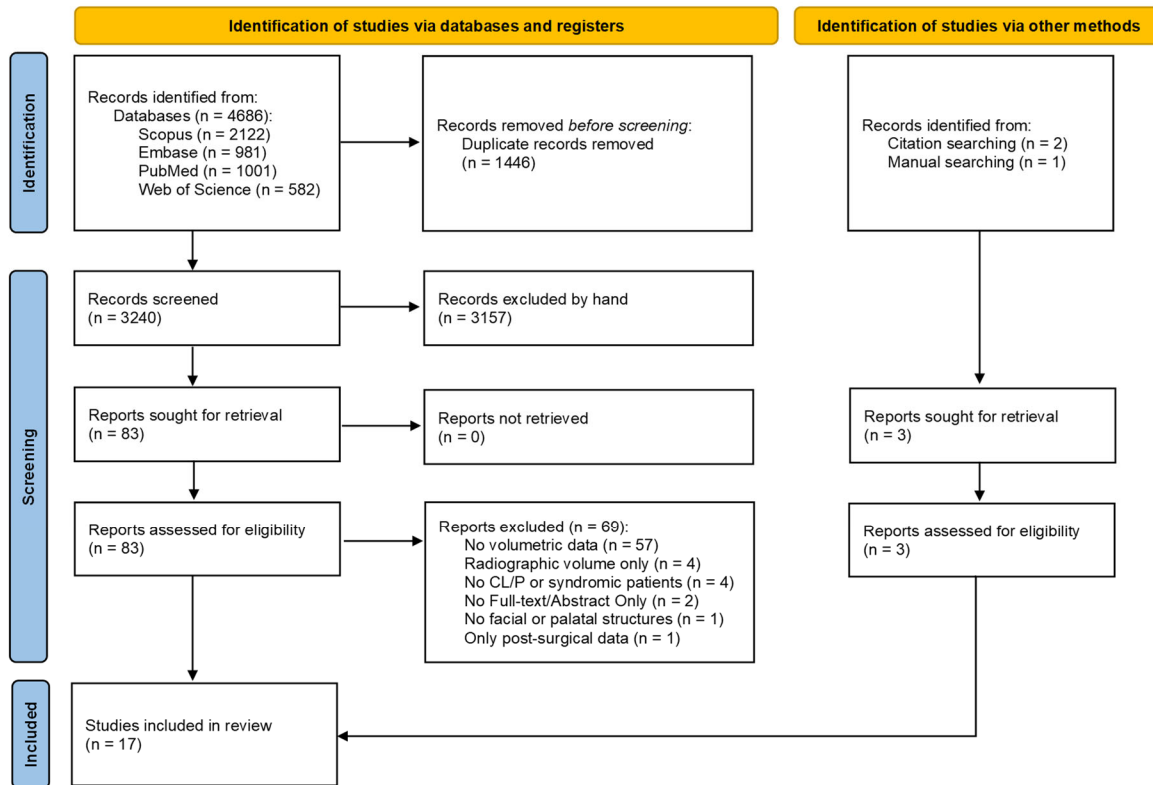 Identification of studies via databases and registers
Identification of studies via other methods
Identification
Records identified from:
Databases (n = 4686):
Scopus = 2122
Embase = 981
PubMed = 1001
Web of Science (n = 582)
Records removed before screening:
Duplicate records removed
(n = 1446)
Records identified from:
Citation searching (n = 2)
Manual searching (n = 1)
Screening
Records screened
(n = 3240)
Records excluded by hand
(n = 3157)
Reports sought for retrieval
(n = 83)
Reports not retrieved
(n = 0)
Reports sought for retrieval
(n = 3)
Reports assessed for eligibility
(n = 83)
Reports excluded (n = 69):
No volumetric data (n = 57)
Radiographic volume only (n = 4)
No CL/P or syndromic patients (n = 4)
No Full-text/Abstract Only (n = 2)
No facial or palatal structures (n = 1)
Only post-surgical data (n = 1)
Reports assessed for eligibility
(n = 3)
Included
Studies included in review
(n = 17)